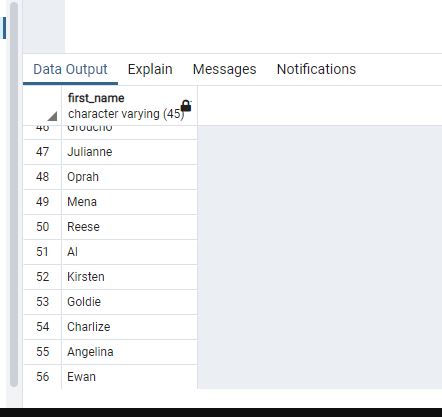 Data Output Explain Messages Notifications
first_name
character varying (45)
46 Groucho
47 Julianne
48 Oprah
49 Mena
50 Reese
51 Al
52 Kirsten
53 Goldie
54 Charlize
55 Angelina
56 Ewan